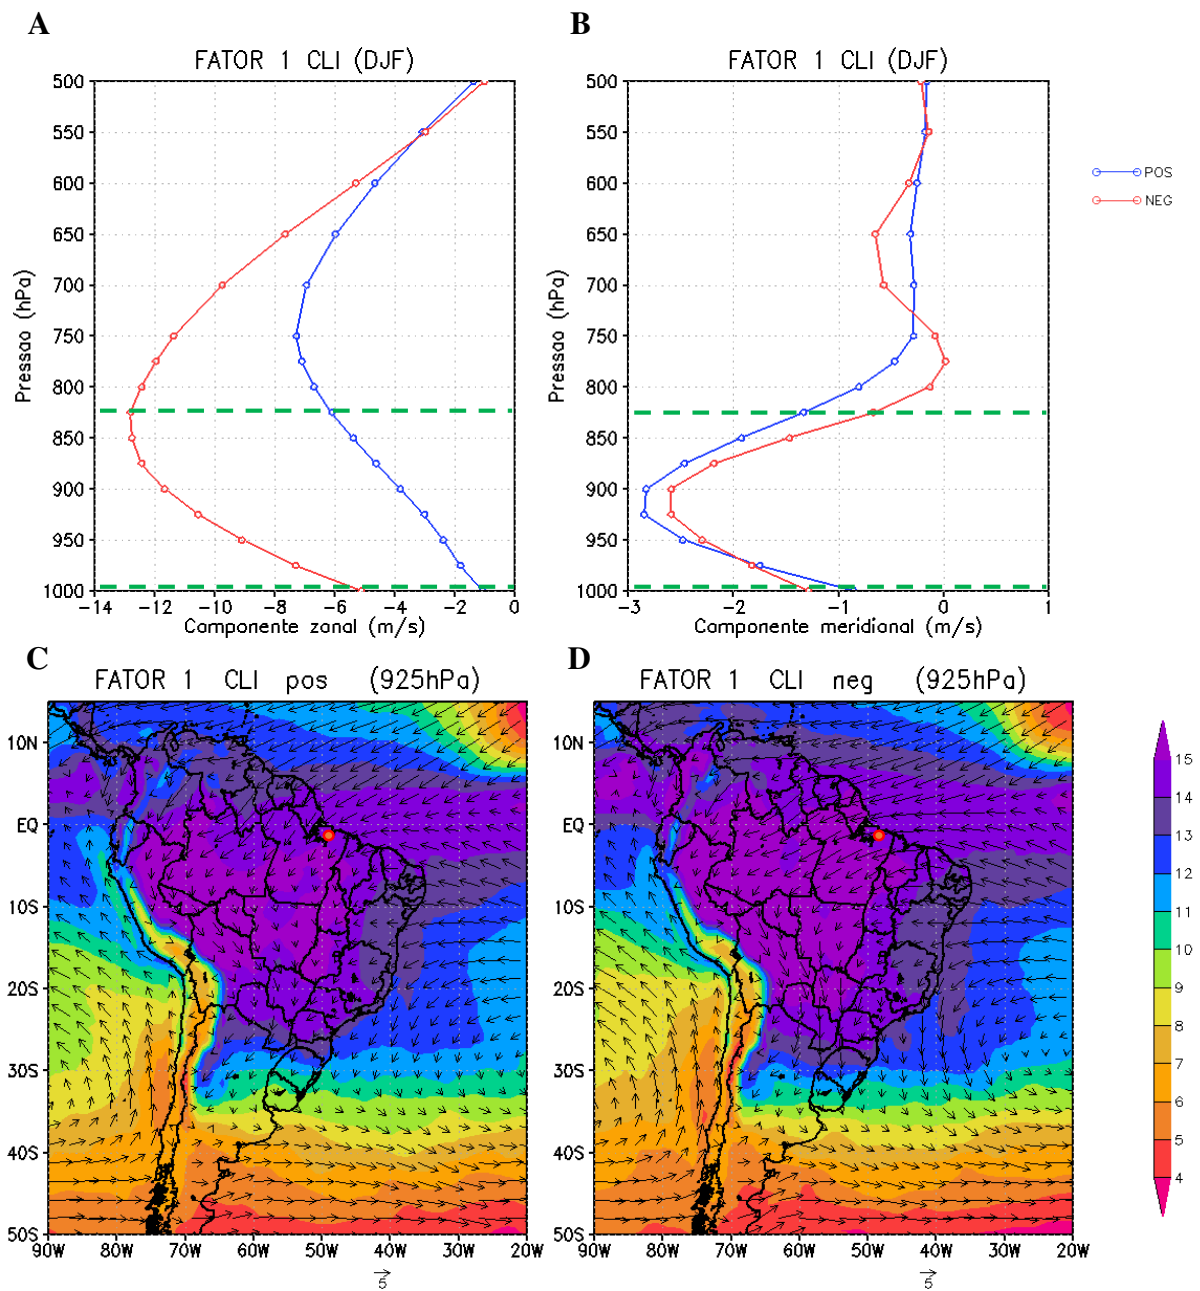 A
B
FATOR 1 CLI (DJF)
FATOR 1 CLI (DJF)
500
550
600
650
700
750
800
850
900
950
1000
Pressao (hPa)
-14 -12 -10 -8 -6 -4 -2 0
Componente zonal (m/s)
500
550
600
650
700
750
800
850
900
950
1000
Pressao (hPa)
-3 -2 -1 0 1
Componente meridional (m/s)
POS
NEG
C
D
FATOR 1 CLI pos (925hPa)
FATOR 1 CLI neg (925hPa)
10N
EQ
10S
20S
30S
40S
50S
90W 80W 70W 60W 50W 40W 30W 20W
5
10N
EQ
10S
20S
30S
40S
50S
90W 80W 70W 60W 50W 40W 30W 20W
5
15
14
13
12
11
10
9
8
7
6
5
4